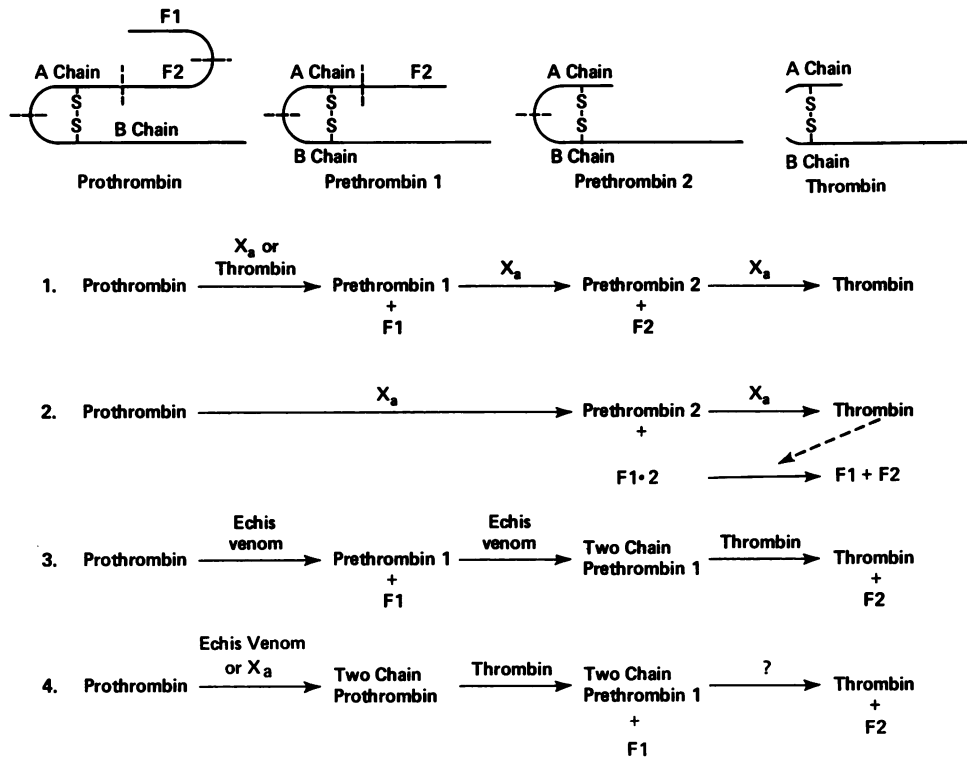 F1
A Chain F2 A Chain F2 A Chain A Chain
S S S S
S S S S
B Chain
B Chain B Chain
Prothrombin Prethrombin 1 Prethrombin 2 Thrombin
Xa or
Thrombin Xa Xa
1. Prothrombin Prethrombin 1 Prethrombin 2 Thrombin
+ +
F1 F2
Xa Xa
2. Prothrombin Prethrombin 2 Thrombin
+
F1•2 F1 + F2
Echis Echis
venom venom Thrombin
3. Prothrombin Prethrombin 1 Two Chain Thrombin
+ Prethrombin 1 +
F1 F2
Echis Venom
or Xa Thrombin ?
4. Prothrombin Two Chain Two Chain Thrombin
Prothrombin Prethrombin 1 +
+ F2
F1